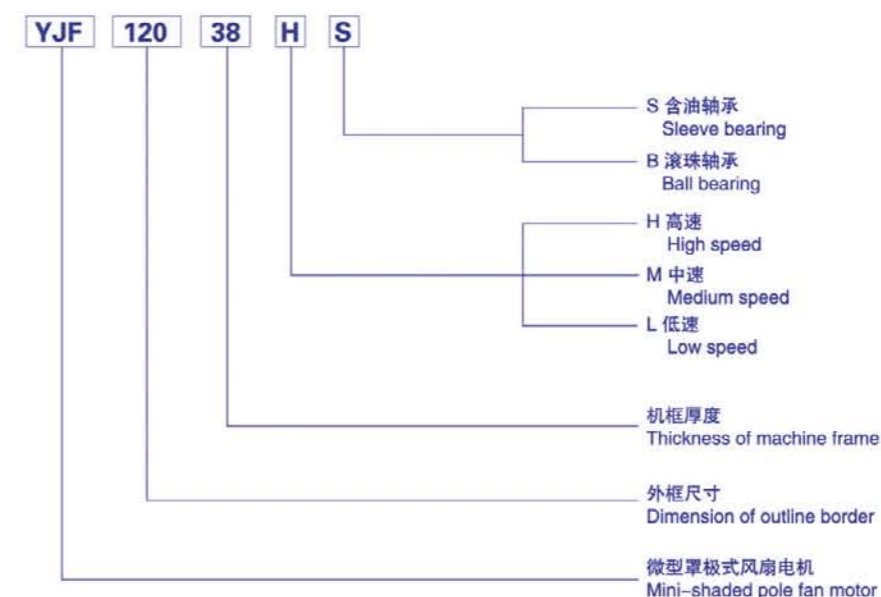 YJF 120 38 H S
S 含油轴承
Sleeve bearing
B 滚珠轴承
Ball bearing
H 高速
High speed
M 中速
Medium speed
L 低速
Low speed
机框厚度
Thickness of machine frame
外框尺寸
Dimension of outline border
微型罩极式风扇电机
Mini-shaded pole fan motor